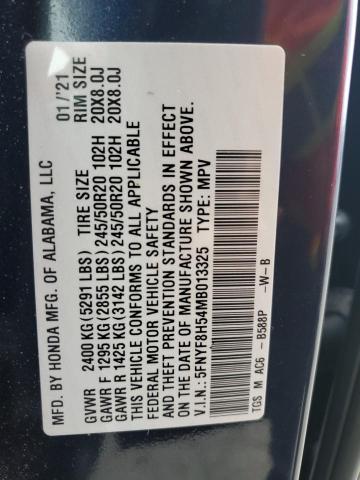 MFD. BY HONDA MFG. OF ALABAMA, LLC 01/'21
GVWR 2400 KG(5291 LBS) TIRE SIZE RIM SIZE
GAWR F 1295 KG(2855 LBS) 245/50R20 102H 20X8.0J
GAWR R 1425 KG(3142 LBS) 245/50R20 102H 20X8.0J
THIS VEHICLE CONFORMS TO ALL APPLICABLE
FEDERAL MOTOR VEHICLE SAFETY
AND THEFT PREVENTION STANDARDS IN EFFECT
ON THE DATE OF MANUFACTURE SHOWN ABOVE.
V.I.N.: 5FNYF8H54MB013325 TYPE: MPV
TGS M AC6 -B588P -W-B